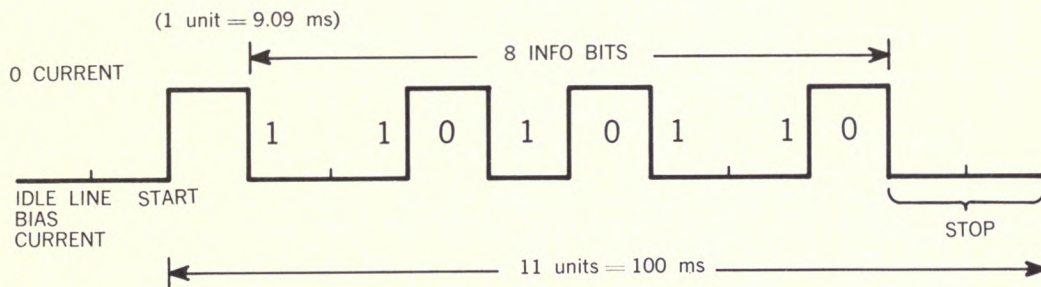 (1 unit = 9.09 ms)
8 INFO BITS
0 CURRENT
1 1 0 1 0 1 1 0
IDLE LINE START
BIAS
CURRENT
STOP
11 units = 100 ms